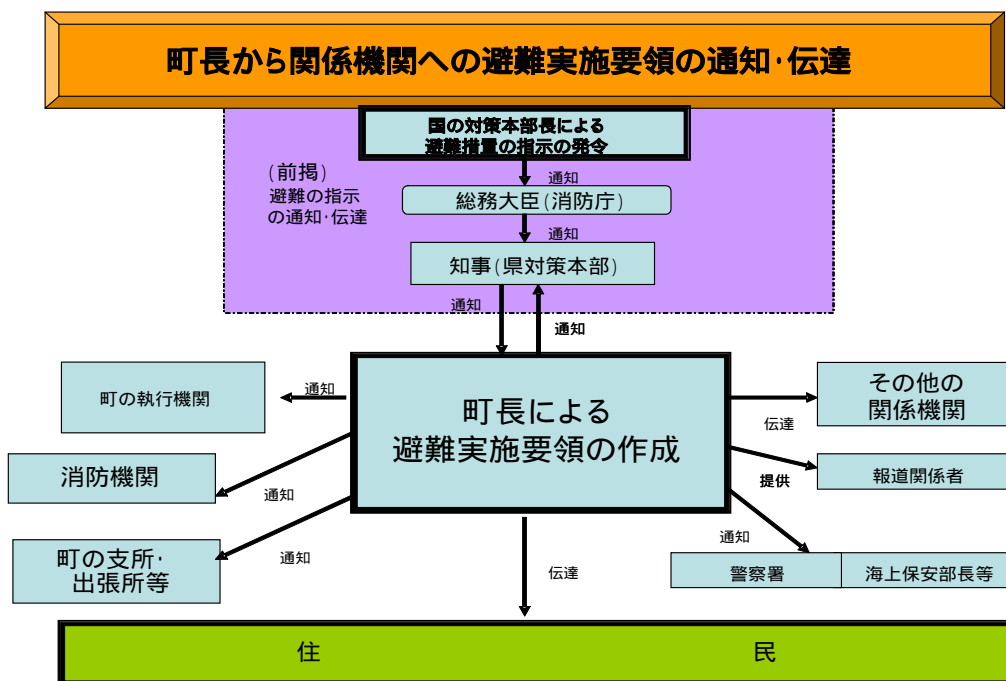 町長から関係機関への避難実施要領の通知・伝達
国の対策本部長による
避難措置の指示の発令
(前掲)
避難の指示
の通知・伝達
通知
総務大臣(消防庁)
通知
知事(県対策本部)
通知
通知
町の執行機関
通知
町長による
避難実施要領の作成
その他の
関係機関
伝達
消防機関
通知
提供
報道関係者
町の支所・
出張所等
通知
伝達
通知
警察署
海上保安部長等
住 民